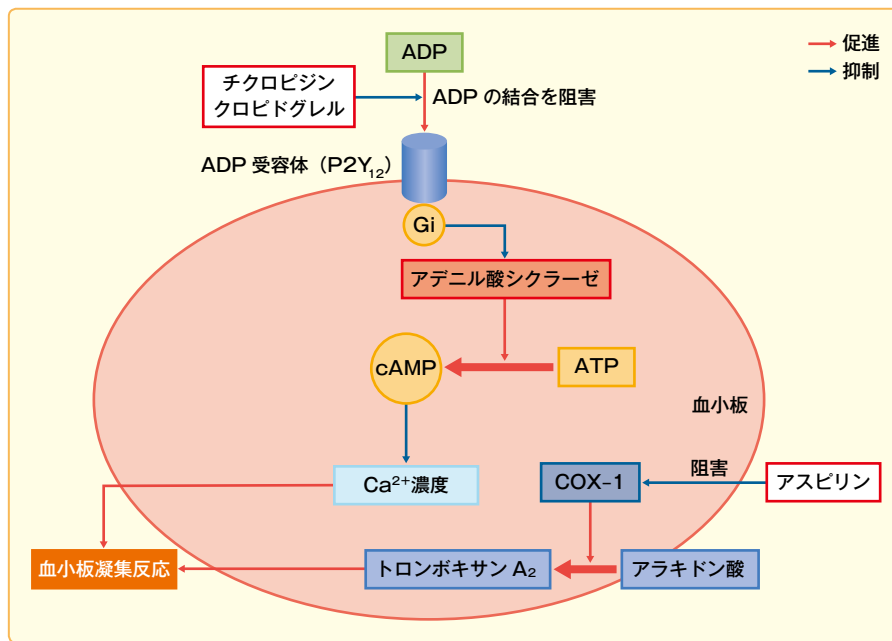 ADP
促進
抑制
チクロピジン
クロピドグレル
ADP の結合を阻害
ADP 受容体（P2Y₁₂）
Gi
アデニル酸シクラーゼ
cAMP
ATP
血小板
Ca²⁺濃度
COX-1
阻害
アスピリン
血小板凝集反応
トロンボキサン A₂
アラキドン酸